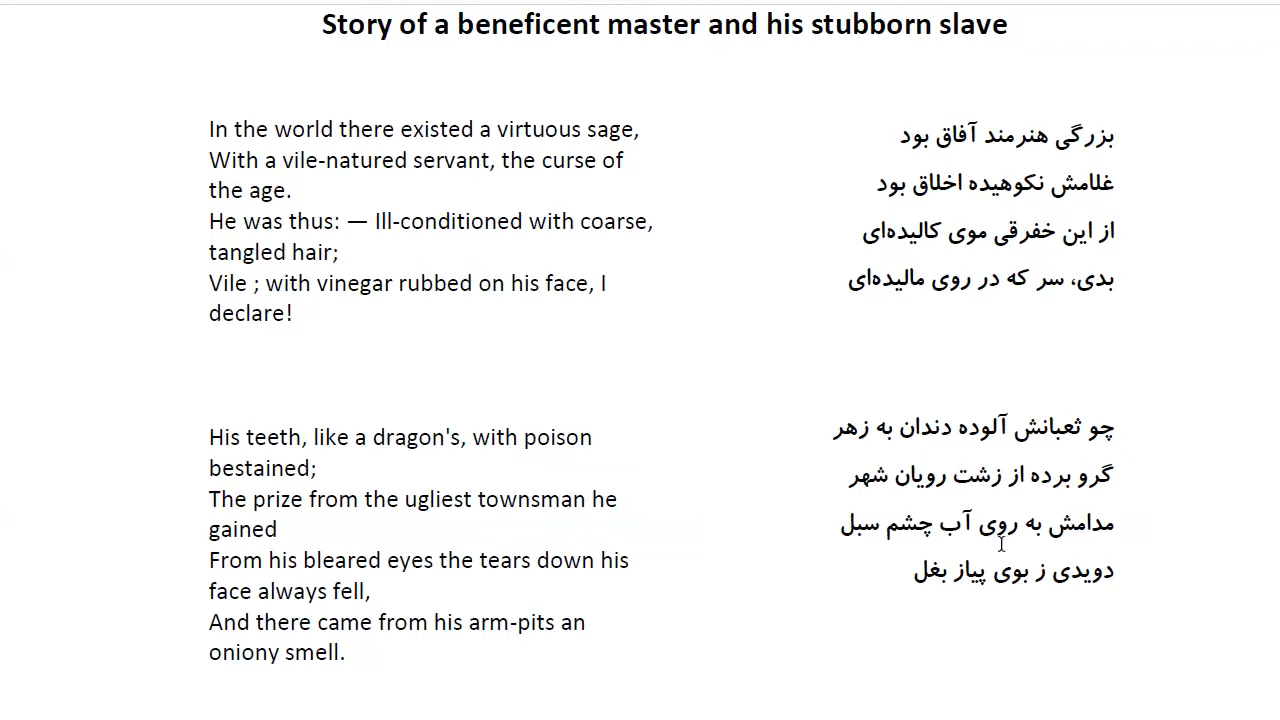 Story of a beneficent master and his stubborn slave
In the world there existed a virtuous sage,
With a vile-natured servant, the curse of
the age.
He was thus: — Ill-conditioned with coarse,
tangled hair;
Vile ; with vinegar rubbed on his face, I
declare!
بزرگی هنرمند آفاق بود
غلامش نکوهیده اخلاق بود
از این خفرقی موی کالیده‌ای
بدی، سر که در روی مالیده‌ای
His teeth, like a dragon's, with poison
bestained;
The prize from the ugliest townsman he
gained
From his bleared eyes the tears down his
face always fell,
And there came from his arm-pits an
oniony smell.
چو ثعبانش آلوده دندان به زهر
گرو برده از زشت رویان شهر
مدامش به روی آب چشم سبل
دویدی ز بوی پیاز بغل